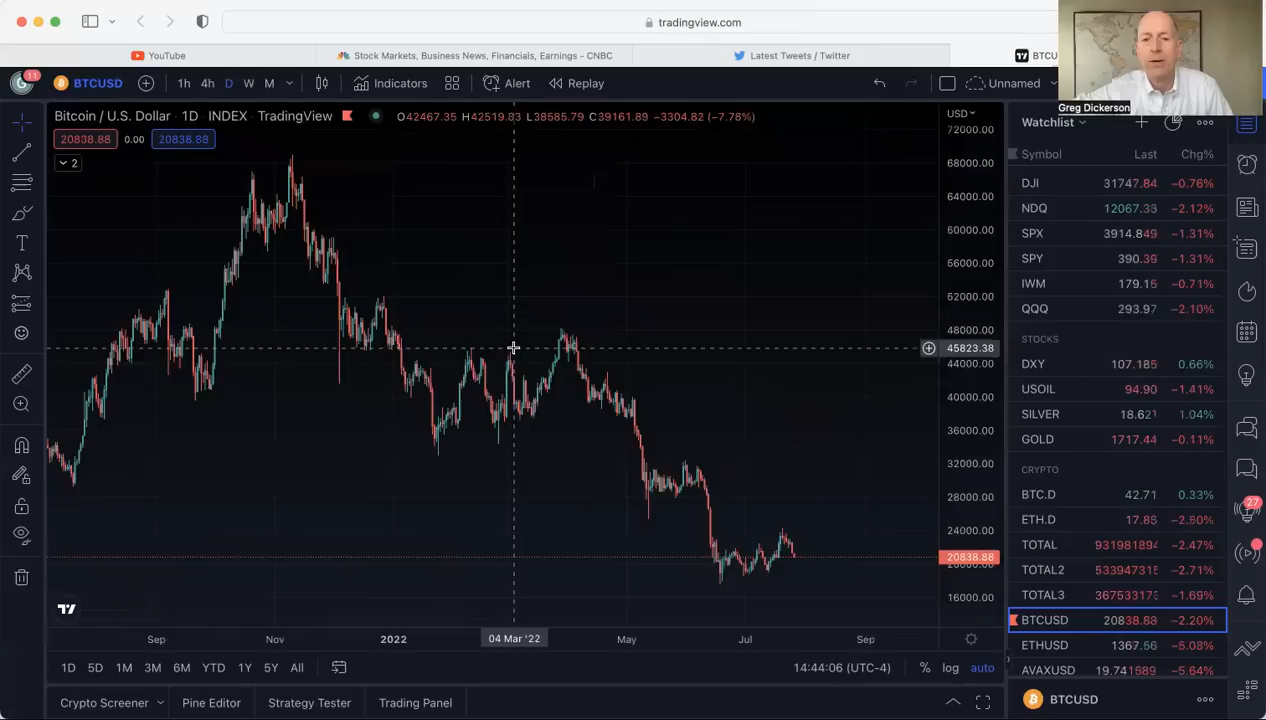 tradingview.com
YouTube
Stock Markets, Business News, Financials, Earnings - CNBC
Latest Tweets / Twitter
BTCU
Greg Dickerson
G 11
BTCUSD
1h 4h D W M
Indicators
Alert
Replay
Unnamed
Bitcoin / U.S. Dollar · 1D · INDEX · TradingView
O42467.35 H42519.83 L38585.79 C39161.89 −3304.82 (−7.78%)
20838.88 0.00 20838.88
2
USD
72000.00
68000.00
64000.00
60000.00
56000.00
52000.00
48000.00
45823.38
44000.00
40000.00
36000.00
32000.00
28000.00
24000.00
20838.88
16000.00
Sep Nov 2022 04 Mar '22 May Jul Sep
1D 5D 1M 3M 6M YTD 1Y 5Y All
14:44:06 (UTC-4) % log auto
Crypto Screener Pine Editor Strategy Tester Trading Panel
Watchlist
Symbol Last Chg%
DJI 31747.84 −0.76%
NDQ 12067.33 −2.12%
SPX 3914.849 −1.31%
SPY 390.36 −1.31%
IWM 179.15 −0.71%
QQQ 293.97 −2.10%
STOCKS
DXY 107.185 0.66%
USOIL 94.90 −1.41%
SILVER 18.621 1.04%
GOLD 1717.44 −0.11%
CRYPTO
BTC.D 42.71 0.33%
ETH.D 17.85 −2.60%
TOTAL 931981894 −2.47%
TOTAL2 533947315 −2.71%
TOTAL3 367533173 −1.69%
BTCUSD 20838.88 −2.20%
ETHUSD 1367.56 −5.08%
AVAXUSD 19.741689 −5.64%
BTCUSD
27